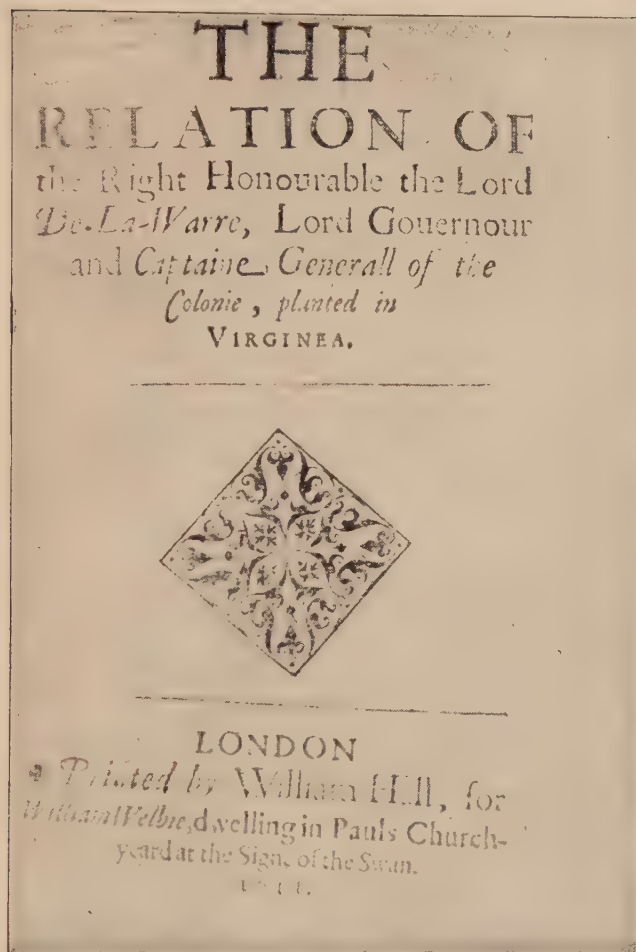 THE
RELATION OF
the Right Honourable the Lord
De-La-Warre, Lord Gouernour
and Captaine Generall of the
Colonie, planted in
VIRGINEA.
LONDON
Printed by William Hall, for
William Welbie, dwelling in Pauls Church-
yeard at the Signe of the Swan.
1611.